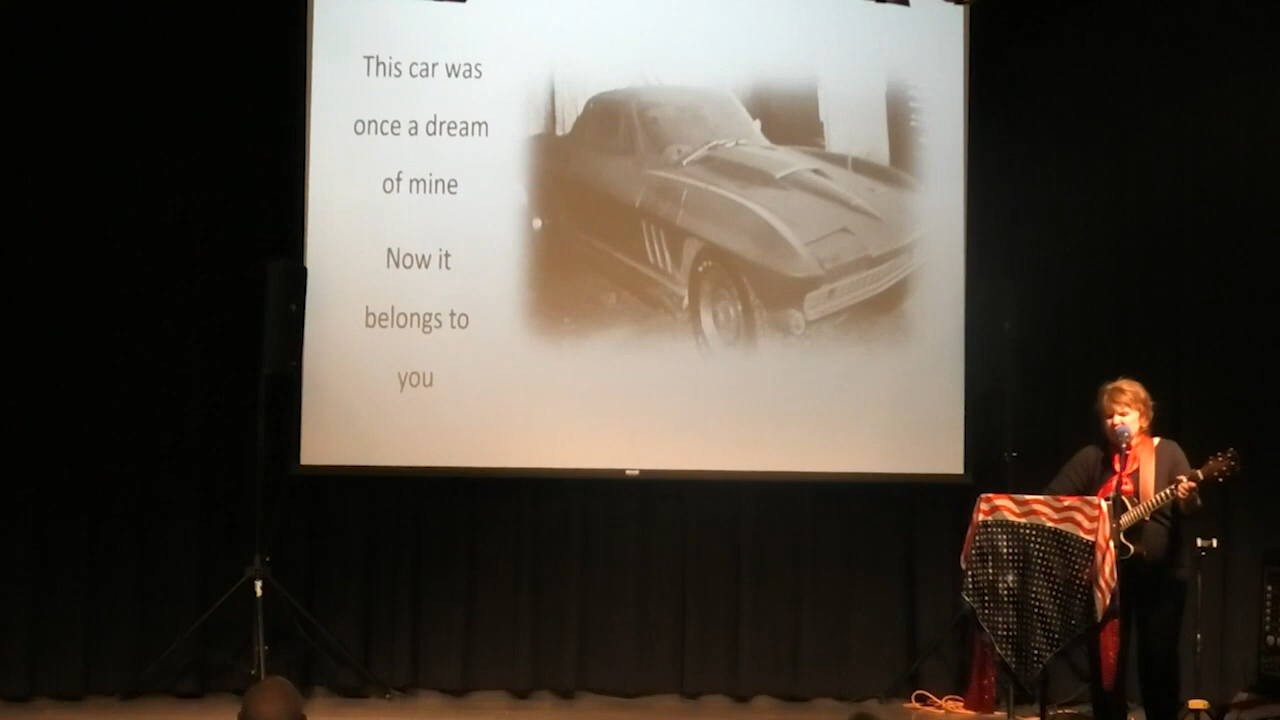 This car was
once a dream
of mine
Now it
belongs to
you